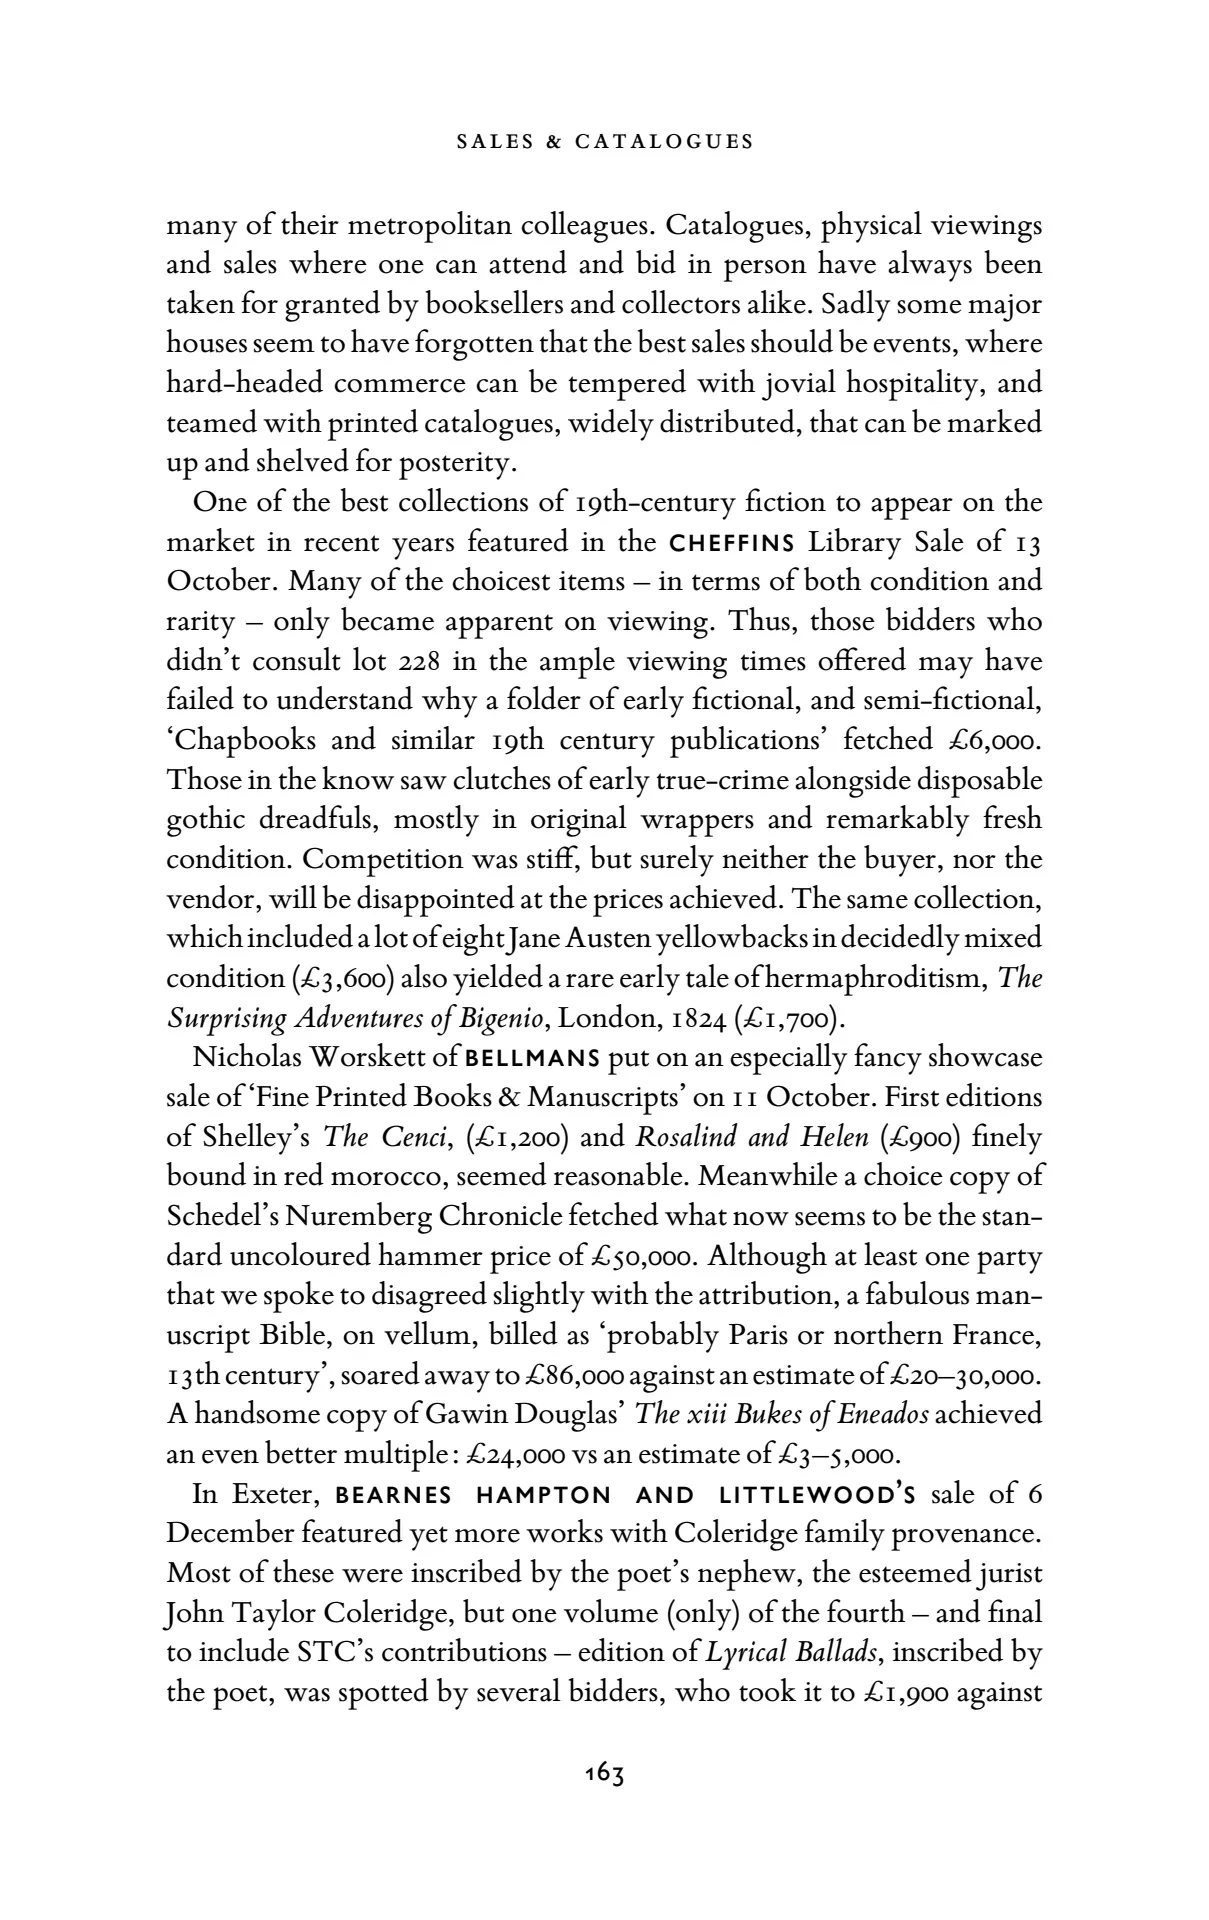 SALES & CATALOGUES
many of their metropolitan colleagues. Catalogues, physical viewings
and sales where one can attend and bid in person have always been
taken for granted by booksellers and collectors alike. Sadly some major
houses seem to have forgotten that the best sales should be events, where
hard-headed commerce can be tempered with jovial hospitality, and
teamed with printed catalogues, widely distributed, that can be marked
up and shelved for posterity.
One of the best collections of 19th-century fiction to appear on the
market in recent years featured in the CHEFFINS Library Sale of 13
October. Many of the choicest items – in terms of both condition and
rarity – only became apparent on viewing. Thus, those bidders who
didn’t consult lot 228 in the ample viewing times offered may have
failed to understand why a folder of early fictional, and semi-fictional,
‘Chapbooks and similar 19th century publications’ fetched £6,000.
Those in the know saw clutches of early true-crime alongside disposable
gothic dreadfuls, mostly in original wrappers and remarkably fresh
condition. Competition was stiff, but surely neither the buyer, nor the
vendor, will be disappointed at the prices achieved. The same collection,
which included a lot of eight Jane Austen yellowbacks in decidedly mixed
condition (£3,600) also yielded a rare early tale of hermaphroditism, The
Surprising Adventures of Bigenio, London, 1824 (£1,700).
Nicholas Worskett of BELLMANS put on an especially fancy showcase
sale of ‘Fine Printed Books & Manuscripts’ on 11 October. First editions
of Shelley’s The Cenci, (£1,200) and Rosalind and Helen (£900) finely
bound in red morocco, seemed reasonable. Meanwhile a choice copy of
Schedel’s Nuremberg Chronicle fetched what now seems to be the stan-
dard uncoloured hammer price of £50,000. Although at least one party
that we spoke to disagreed slightly with the attribution, a fabulous man-
uscript Bible, on vellum, billed as ‘probably Paris or northern France,
13th century’, soared away to £86,000 against an estimate of £20–30,000.
A handsome copy of Gawin Douglas’ The xiii Bukes of Eneados achieved
an even better multiple: £24,000 vs an estimate of £3–5,000.
In Exeter, BEARNES HAMPTON AND LITTLEWOOD’S sale of 6
December featured yet more works with Coleridge family provenance.
Most of these were inscribed by the poet’s nephew, the esteemed jurist
John Taylor Coleridge, but one volume (only) of the fourth – and final
to include STC’s contributions – edition of Lyrical Ballads, inscribed by
the poet, was spotted by several bidders, who took it to £1,900 against
163